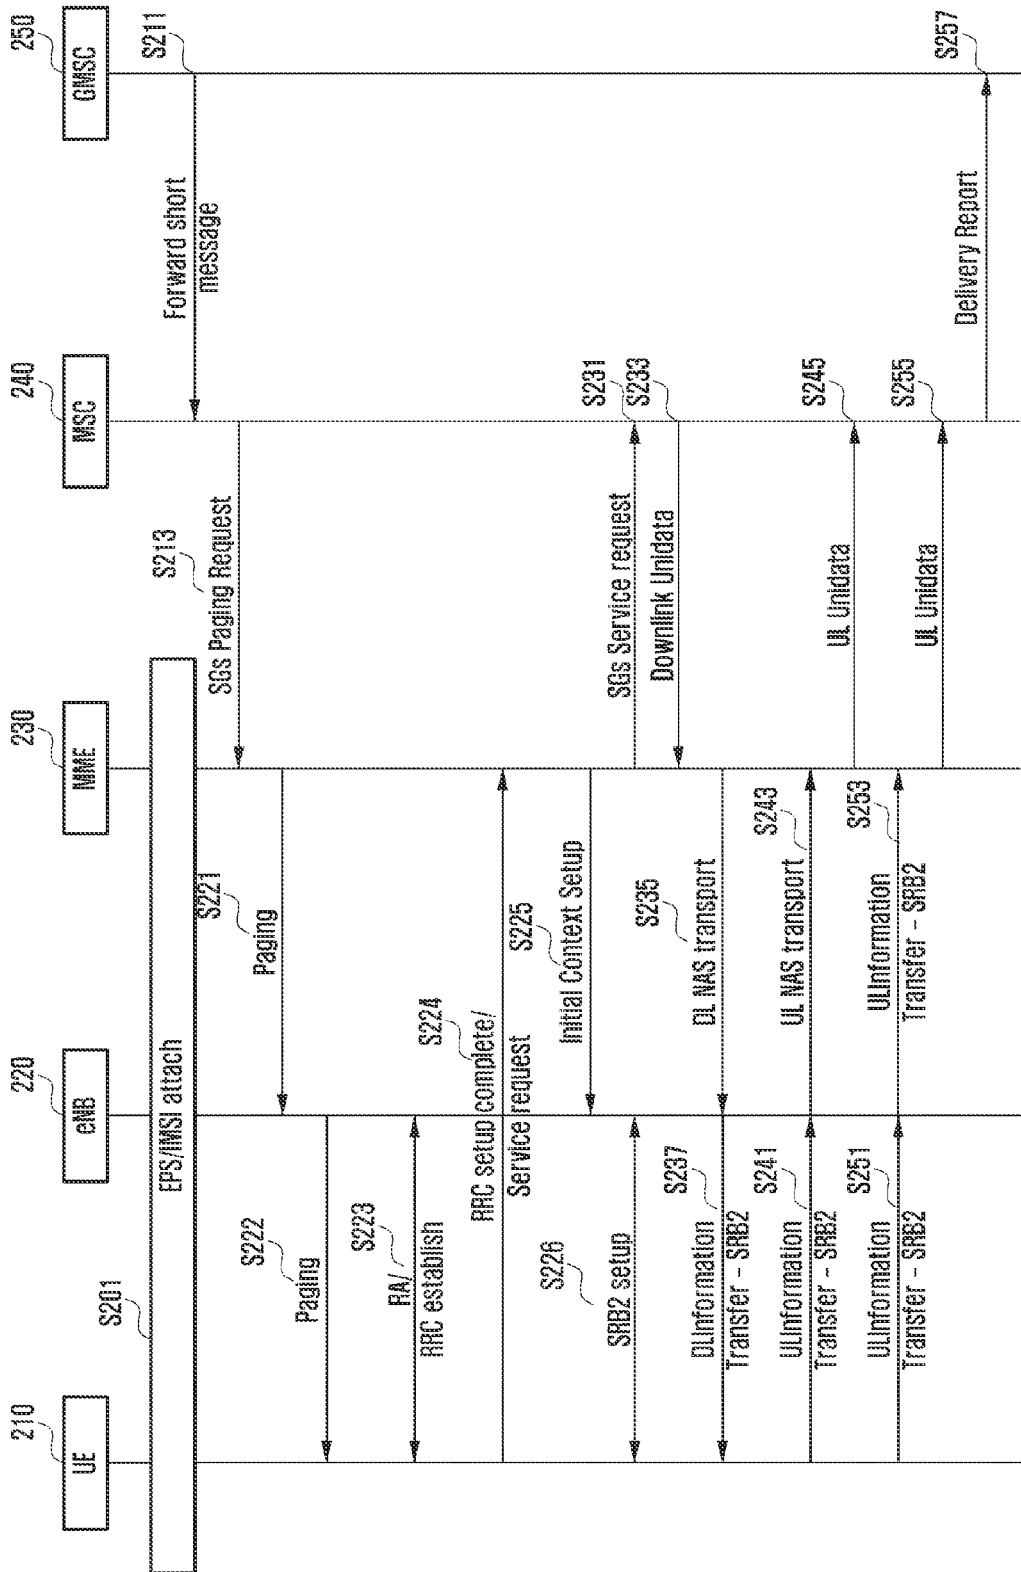 210
UE
220
eNB
230
MME
240
MSC
250
GMSC
S201
EPS/IMSI attach
S211
Forward short
message
S213
SGs Paging Request
S221
Paging
S222
Paging
S223
RA/
RRC establish
S224
RRC setup complete/
Service request
S225
Initial Context Setup
S226
SRB2 setup
S231
SGs Service request
S233
Downlink Unidata
S235
DL NAS transport
S237
DLInformation
Transfer - SRB2
S241
ULInformation
Transfer - SRB2
S243
UL NAS transport
S245
UL Unidata
S251
ULInformation
Transfer - SRB2
S253
ULInformation
Transfer - SRB2
S255
UL Unidata
S257
Delivery Report